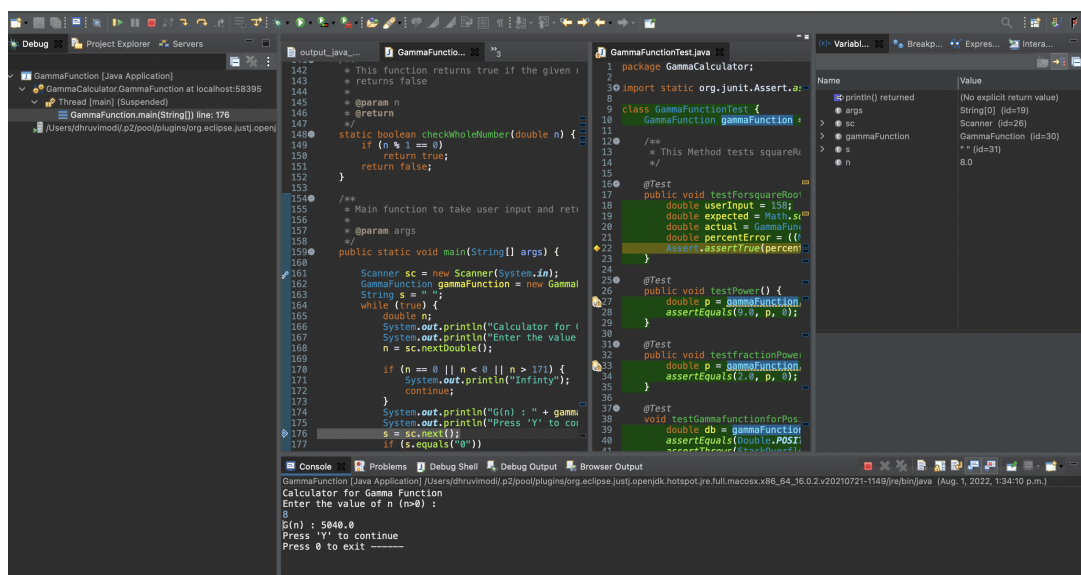 Debug
Project Explorer
Servers
GammaFunction [Java Application]
GammaCalculator.GammaFunction at localhost:58395
Thread [main] (Suspended)
GammaFunction.main(String[]) line: 176
/Users/dhruvimodi/.p2/pool/plugins/org.eclipse.justj.openj
output_java_...
GammaFunctio...
»3
142 * This function returns true if the given
143 * returns false
144 *
145 * @param n
146 * @return
147 */
148 static boolean checkWholeNumber(double n) {
149 if (n % 1 == 0)
150 return true;
151 return false;
152 }
153
154 /**
155 * Main function to take user input and retu
156 *
157 * @param args
158 */
159 public static void main(String[] args) {
160
161 Scanner sc = new Scanner(System.in);
162 GammaFunction gammaFunction = new Gamma
163 String s = " ";
164 while (true) {
165 double n;
166 System.out.println("Calculator for
167 System.out.println("Enter the value
168 n = sc.nextDouble();
169
170 if (n == 0 || n < 0 || n > 171) {
171 System.out.println("Infinty");
172 continue;
173 }
174 System.out.println("G(n) : " + gamma
175 System.out.println("Press 'Y' to co
176 s = sc.next();
177 if (s.equals("0"))
GammaFunctionTest.java
1 package GammaCalculator;
2
3 import static org.junit.Assert.a
8
9 class GammaFunctionTest {
10 GammaFunction gammaFunction =
11
12 /**
13 * This Method tests squareRo
14 */
15
16 @Test
17 public void testForsquareRoot
18 double userInput = 158;
19 double expected = Math.sq
20 double actual = GammaFunc
21 double percentError = ((
22 Assert.assertTrue(percent
23 }
24
25 @Test
26 public void testPower() {
27 double p = gammaFunction
28 assertEquals(9.0, p, 0);
29 }
30
31 @Test
32 public void testfractionPower
33 double p = gammaFunction
34 assertEquals(2.0, p, 0);
35 }
36
37 @Test
38 void testGammafunctionforPos
39 double db = gammaFunction
40 assertEquals(Double.POSI
41 assertThrows(StackOverfl
Variabl...
Breakp...
Expres...
Intera...
Name Value
println() returned (No explicit return value)
args String[0] (id=19)
sc Scanner (id=26)
gammaFunction GammaFunction (id=30)
s " " (id=31)
n 8.0
Console
Problems
Debug Shell
Debug Output
Browser Output
GammaFunction [Java Application] /Users/dhruvimodi/.p2/pool/plugins/org.eclipse.justj.openjdk.hotspot.jre.full.macosx.x86_64_16.0.2.v20210721-1149/jre/bin/java (Aug. 1, 2022, 1:34:10 p.m.)
Calculator for Gamma Function
Enter the value of n (n>0) :
8
G(n) : 5040.0
Press 'Y' to continue
Press 0 to exit ------